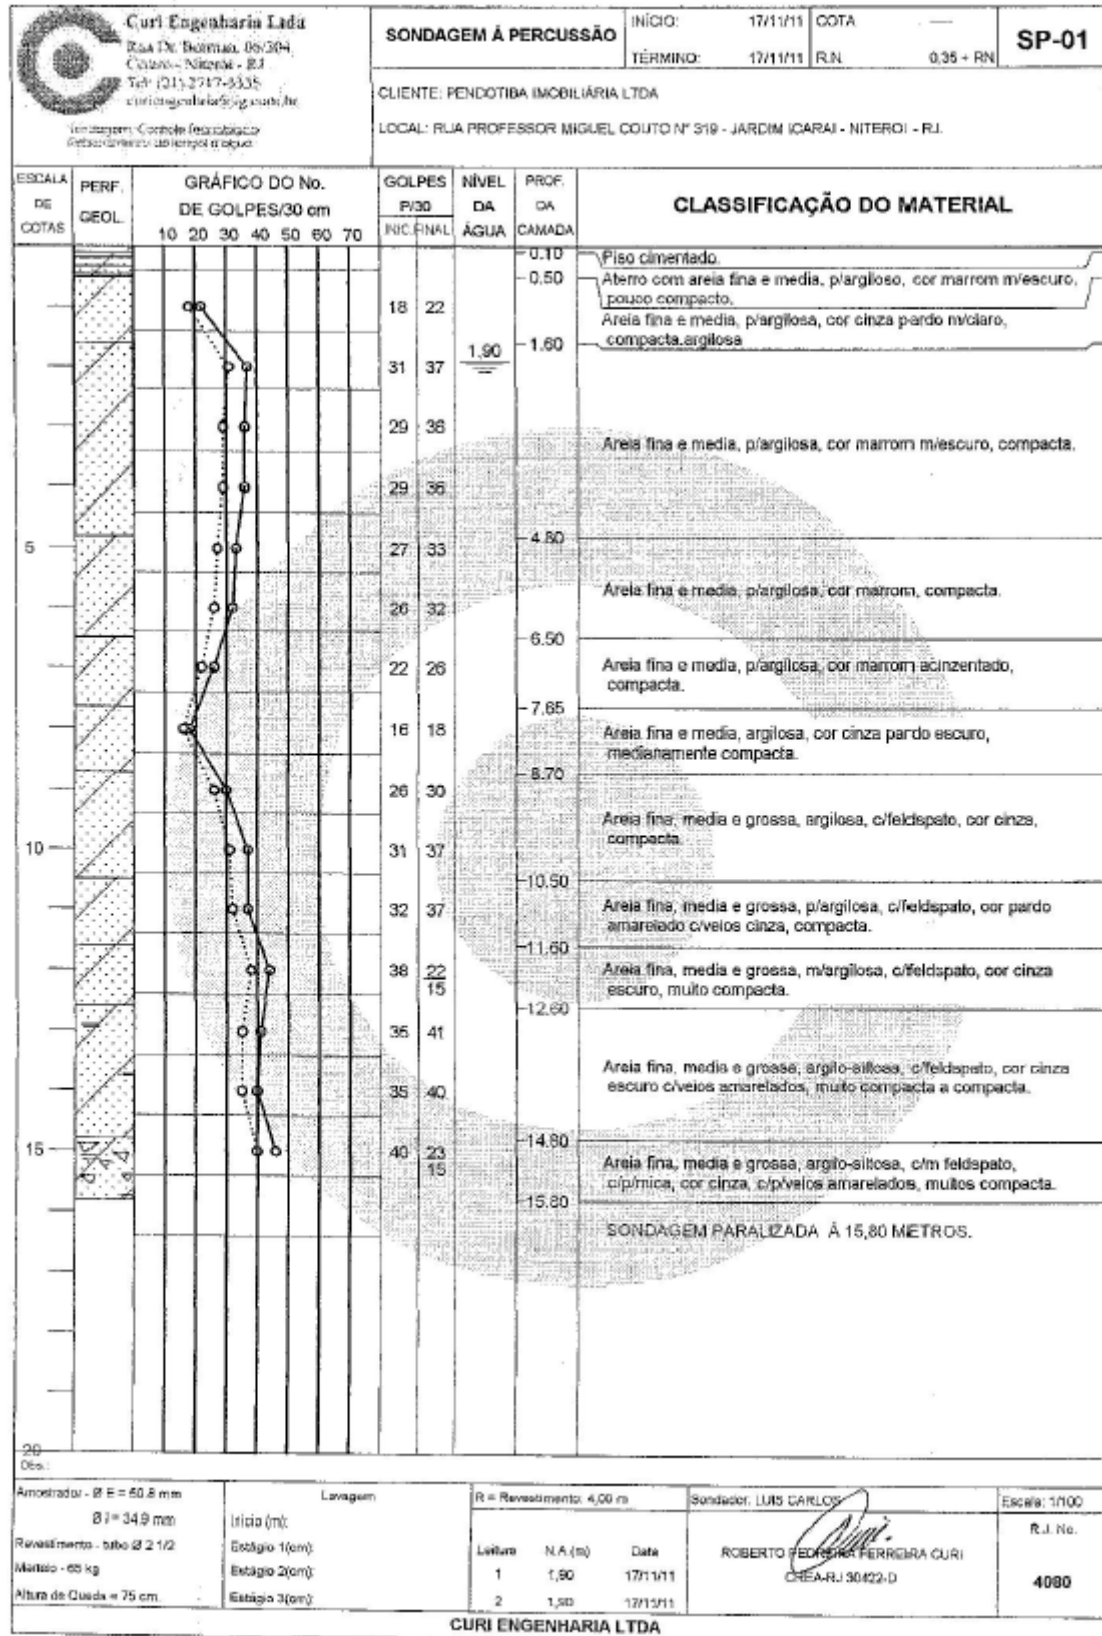 Curi Engenharia Ltda
Rua Dr. 06/304
Centro - Niterói - RJ
Tel: (21) 2717-3335
SONDAGEM À PERCUSSÃO
INÍCIO: 17/11/11
TÉRMINO: 17/11/11
COTA ——
R.N. 0,35 + RN
SP-01
CLIENTE: PENDOTIBA IMOBILIÁRIA LTDA
LOCAL: RUA PROFESSOR MIGUEL COUTO Nº 319 - JARDIM ICARAI - NITEROI - RJ.
ESCALA DE COTAS
PERF. GEOL.
GRÁFICO DO No. DE GOLPES/30 cm
10 20 30 40 50 60 70
GOLPES P/30
INIC. FINAL
NÍVEL DA ÁGUA
PROF. DA CAMADA
CLASSIFICAÇÃO DO MATERIAL
0.10 Piso cimentado.
0.50 Aterro com areia fina e media, p/argiloso, cor marrom m/escuro,
pouco compacto.
18 22
Areia fina e media, p/argilosa, cor cinza pardo m/claro,
compacta.argilosa
1.60
1,90
31 37
29 36
Areia fina e media, p/argilosa, cor marrom m/escuro, compacta.
29 36
4.80
5
27 33
Areia fina e media, p/argilosa, cor marrom, compacta.
26 32
6.50
22 26
Areia fina e media, p/argilosa, cor marrom acinzentado,
compacta.
7.65
16 18
Areia fina e media, argilosa, cor cinza pardo escuro,
medianamente compacta.
8.70
26 30
Areia fina, media e grossa, argilosa, c/feldspato, cor cinza,
compacta.
10
31 37
10.50
32 37
Areia fina, media e grossa, p/argilosa, c/feldspato, cor pardo
amarelado c/veios cinza, compacta.
11.60
38 22
15
Areia fina, media e grossa, m/argilosa, c/feldspato, cor cinza
escuro, muito compacta.
12.60
35 41
Areia fina, media e grossa, argilo-siltosa, c/feldspato, cor cinza
escuro c/veios amarelados, muito compacta a compacta.
35 40
14.80
15
40 23
15
Areia fina, media e grossa, argilo-siltosa, c/m feldspato,
c/p/mica, cor cinza, c/p/veios amarelados, muitos compacta.
15.80
SONDAGEM PARALIZADA À 15,80 METROS.
20
Obs.:
Amostrador - Ø E = 50.8 mm
Ø I = 34.9 mm
Revestimento - tubo Ø 2 1/2
Martelo - 65 kg
Altura de Queda = 75 cm.
Lavagem
Início (m):
Estágio 1(cm):
Estágio 2(cm):
Estágio 3(cm):
R = Revestimento: 4,00 m
Leitura N.A.(m) Data
1 1,90 17/11/11
2 1,90 17/11/11
Sondador: LUIS CARLOS
ROBERTO PEDREIRA FERREIRA CURI
CREA-RJ 30422-D
Escala: 1/100
R.J. No.
4080
CURI ENGENHARIA LTDA